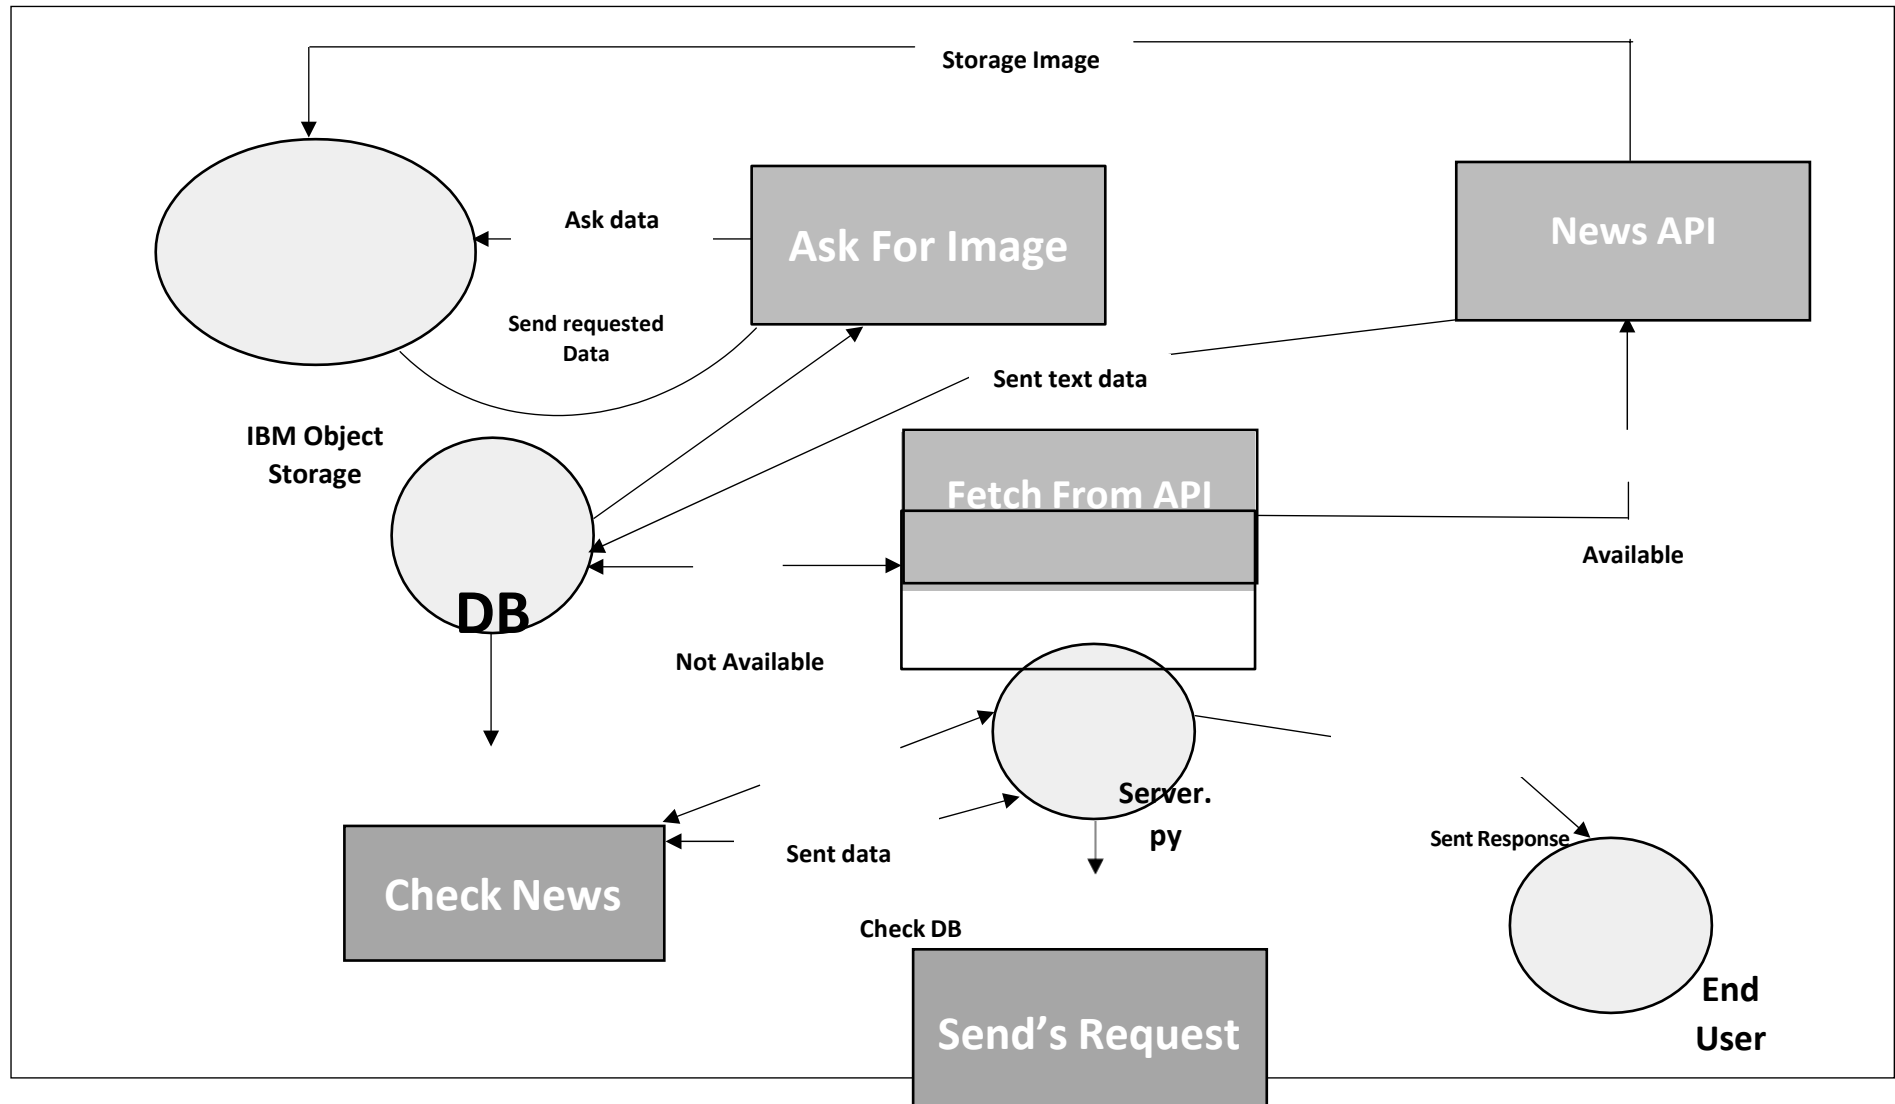 Storage Image
Ask data
Ask For Image
News API
Send requested
Data
Sent text data
IBM Object
Storage
Fetch From API
Available
DB
Not Available
Server.
py
Sent data
Sent Response
Check News
Check DB
End
User
Send’s Request